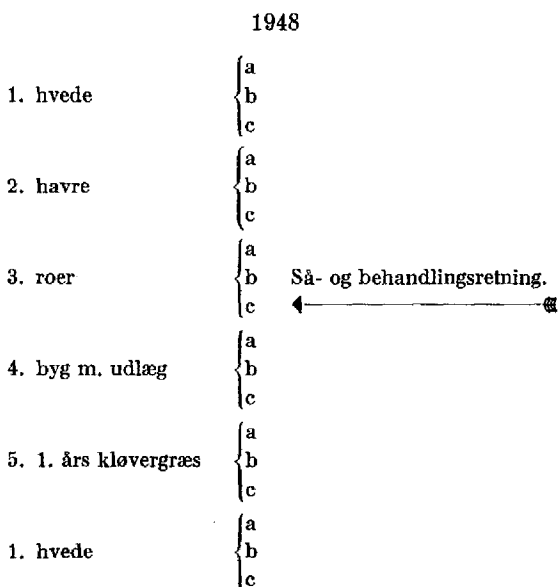 1948
a
1. hvede b
c
a
2. havre b
c
a
3. roer b Så- og behandlingsretning.
c
a
4. byg m. udlæg b
c
a
5. 1. års kløvergræs b
c
a
1. hvede b
c